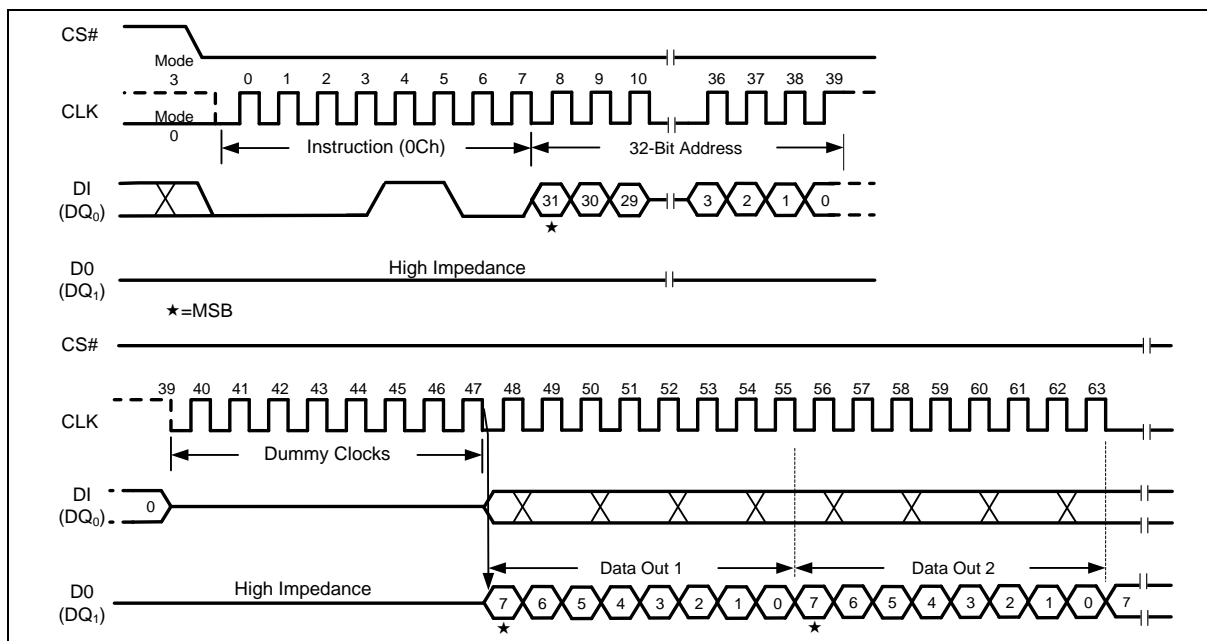 CS#
Mode
3 0 1 2 3 4 5 6 7 8 9 10 36 37 38 39
CLK
Mode
0
Instruction (0Ch) 32-Bit Address
DI
(DQ0) 31 30 29 3 2 1 0
★
D0
(DQ1) High Impedance
★=MSB
CS#
39 40 41 42 43 44 45 46 47 48 49 50 51 52 53 54 55 56 57 58 59 60 61 62 63
CLK
Dummy Clocks
DI
(DQ0) 0
Data Out 1 Data Out 2
D0
(DQ1) High Impedance 7 6 5 4 3 2 1 0 7 6 5 4 3 2 1 0 7
★ ★